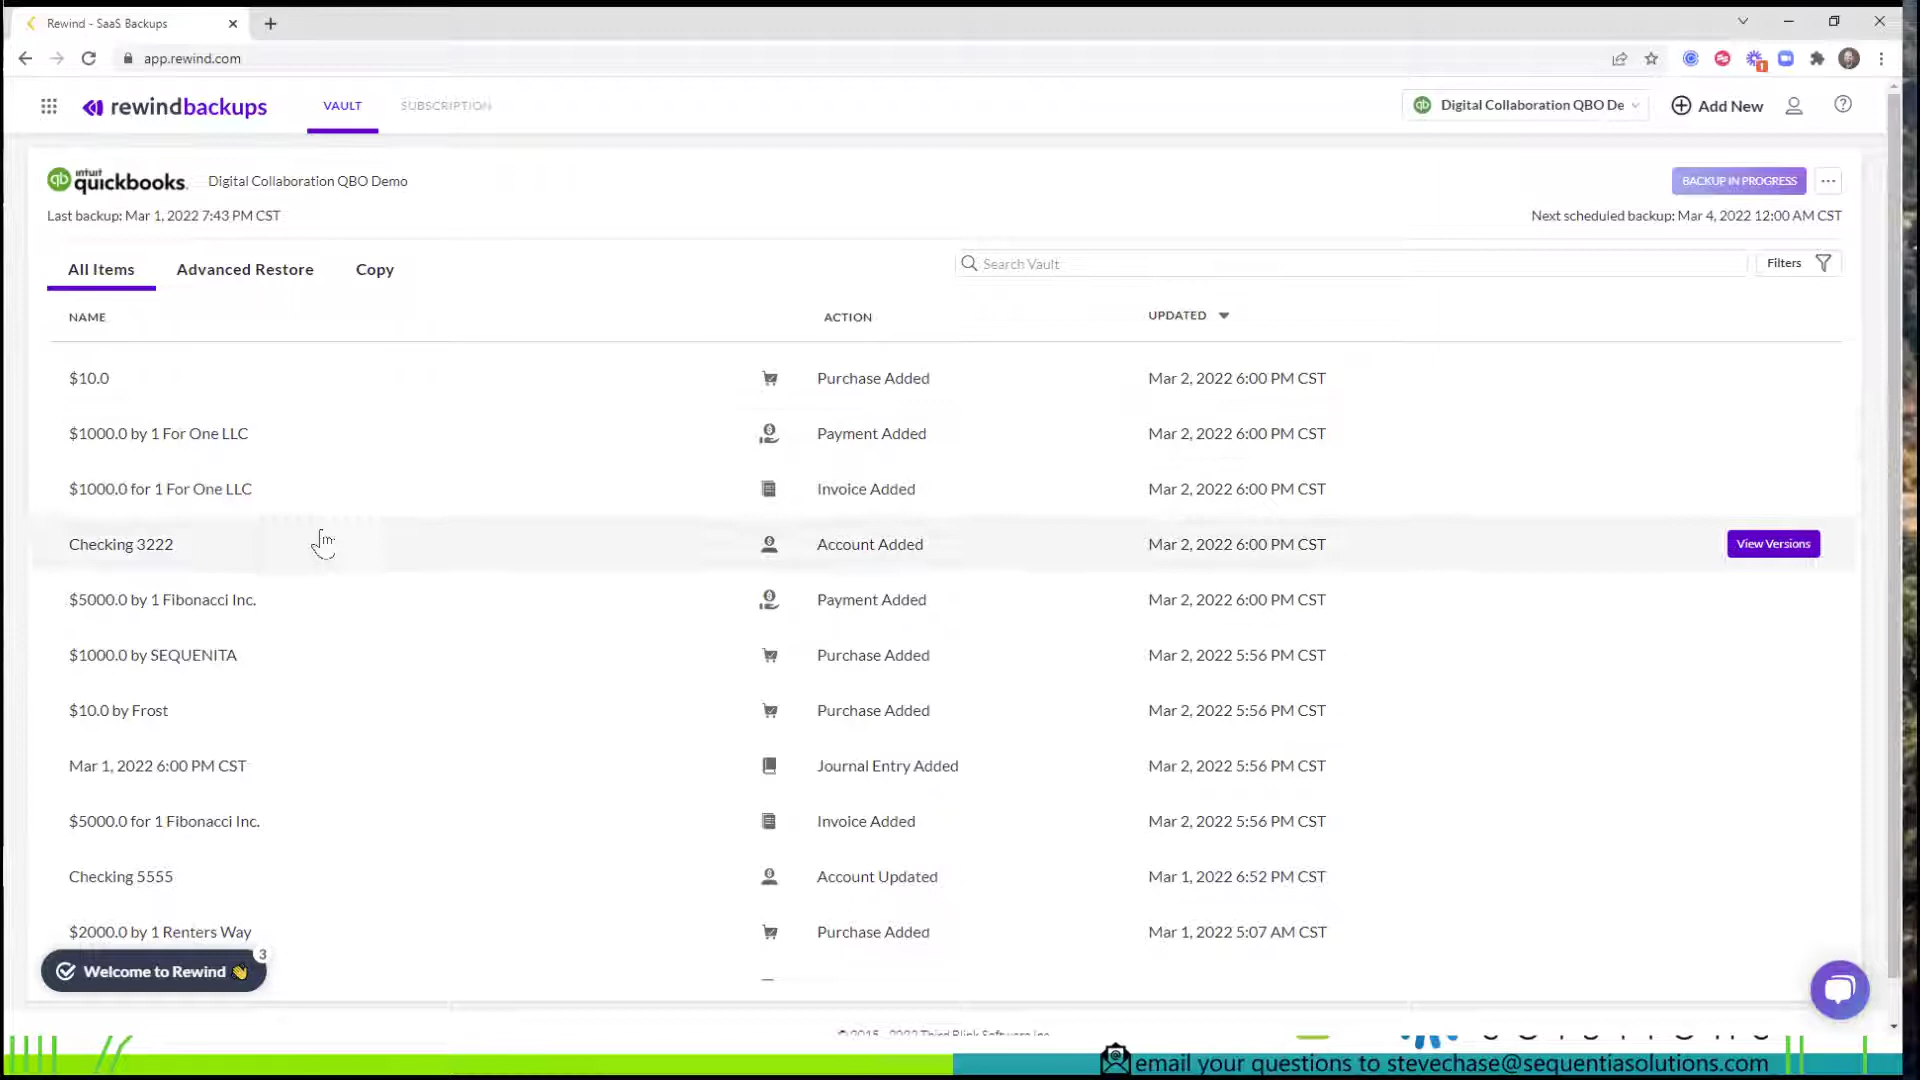 Rewind - SaaS Backups
app.rewind.com
rewindbackups
VAULT
SUBSCRIPTION
qb Digital Collaboration QBO De
Add New
intuit
qb quickbooks.
Digital Collaboration QBO Demo
BACKUP IN PROGRESS
Last backup: Mar 1, 2022 7:43 PM CST
Next scheduled backup: Mar 4, 2022 12:00 AM CST
All Items
Advanced Restore
Copy
Search Vault
Filters
NAME
ACTION
UPDATED
$10.0
Purchase Added
Mar 2, 2022 6:00 PM CST
$1000.0 by 1 For One LLC
Payment Added
Mar 2, 2022 6:00 PM CST
$1000.0 for 1 For One LLC
Invoice Added
Mar 2, 2022 6:00 PM CST
Checking 3222
Account Added
Mar 2, 2022 6:00 PM CST
View Versions
$5000.0 by 1 Fibonacci Inc.
Payment Added
Mar 2, 2022 6:00 PM CST
$1000.0 by SEQUENITA
Purchase Added
Mar 2, 2022 5:56 PM CST
$10.0 by Frost
Purchase Added
Mar 2, 2022 5:56 PM CST
Mar 1, 2022 6:00 PM CST
Journal Entry Added
Mar 2, 2022 5:56 PM CST
$5000.0 for 1 Fibonacci Inc.
Invoice Added
Mar 2, 2022 5:56 PM CST
Checking 5555
Account Updated
Mar 1, 2022 6:52 PM CST
$2000.0 by 1 Renters Way
Purchase Added
Mar 1, 2022 5:07 AM CST
3
Welcome to Rewind 👋
© 2015 - 2022 Third Blink Software Inc.
email your questions to stevechase@sequentiasolutions.com